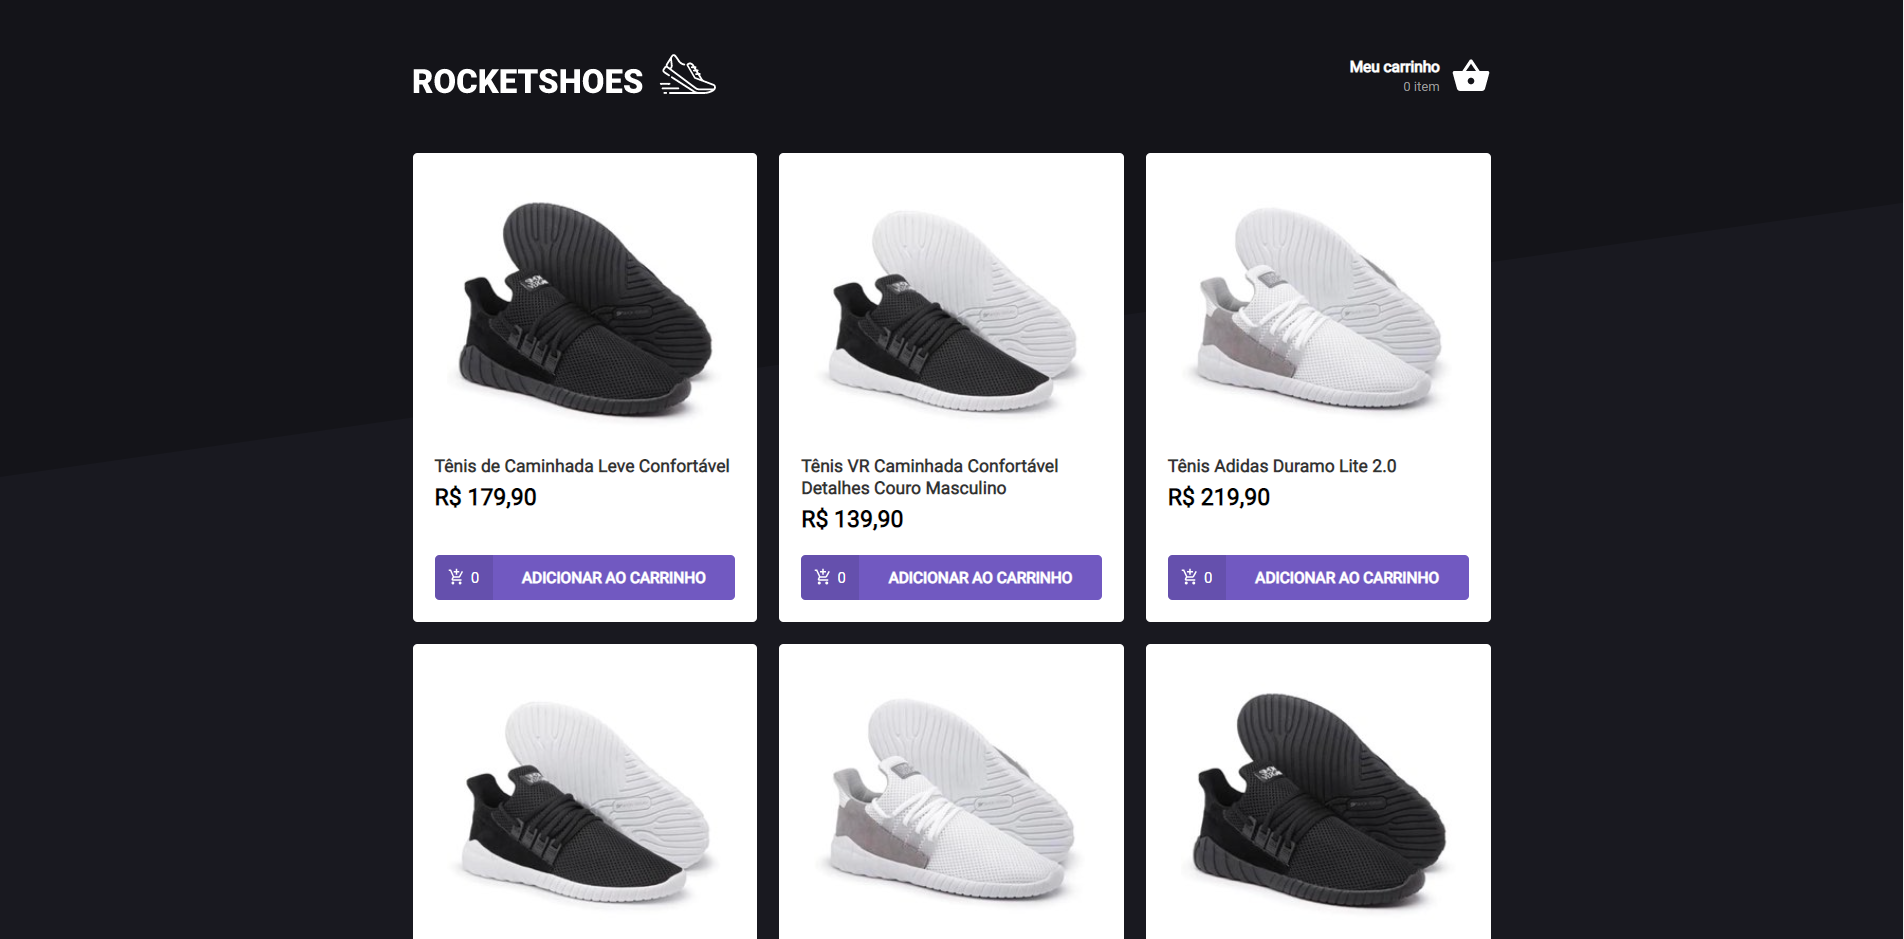 ROCKETSHOES
Meu carrinho
0 item
Tênis de Caminhada Leve Confortável
R$ 179,90
0 ADICIONAR AO CARRINHO
Tênis VR Caminhada Confortável
Detalhes Couro Masculino
R$ 139,90
0 ADICIONAR AO CARRINHO
Tênis Adidas Duramo Lite 2.0
R$ 219,90
0 ADICIONAR AO CARRINHO